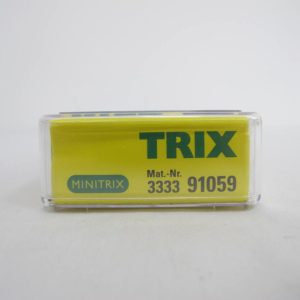 TRIX
MINITRIX
Mat.-Nr.
3333 91059